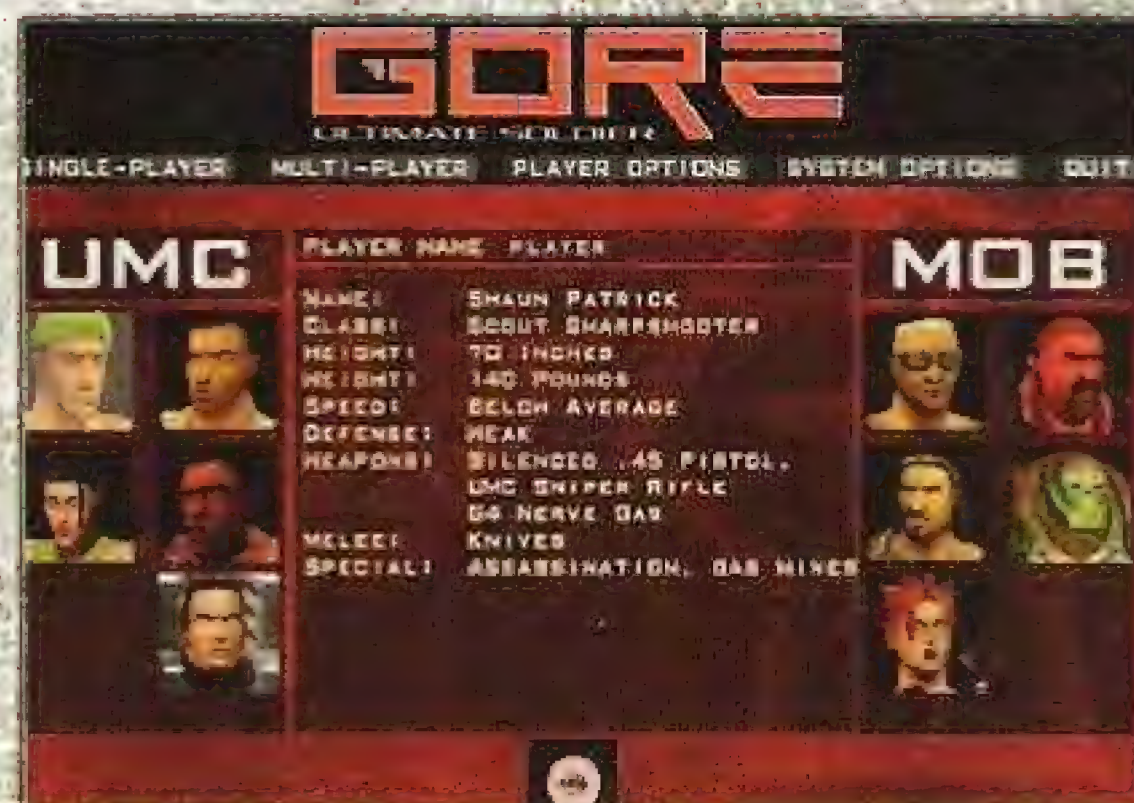 GORE
ULTIMATE SOLDIER
SINGLE-PLAYER MULTI-PLAYER PLAYER OPTIONS SYSTEM OPTIONS QUIT
UMC
PLAYER NAME PLAYER
MOB
NAME: SHAUN PATRICK
CLASS: SCOUT SHARPSHOOTER
HEIGHT: 70 INCHES
WEIGHT: 140 POUNDS
SPEED: BELOW AVERAGE
DEFENSE: WEAK
WEAPONS: SILENCED .45 PISTOL,
UMC SNIPER RIFLE
G4 NERVE GAS
MELEE: KNIVES
SPECIAL: ASSASSINATION, GAS MINES